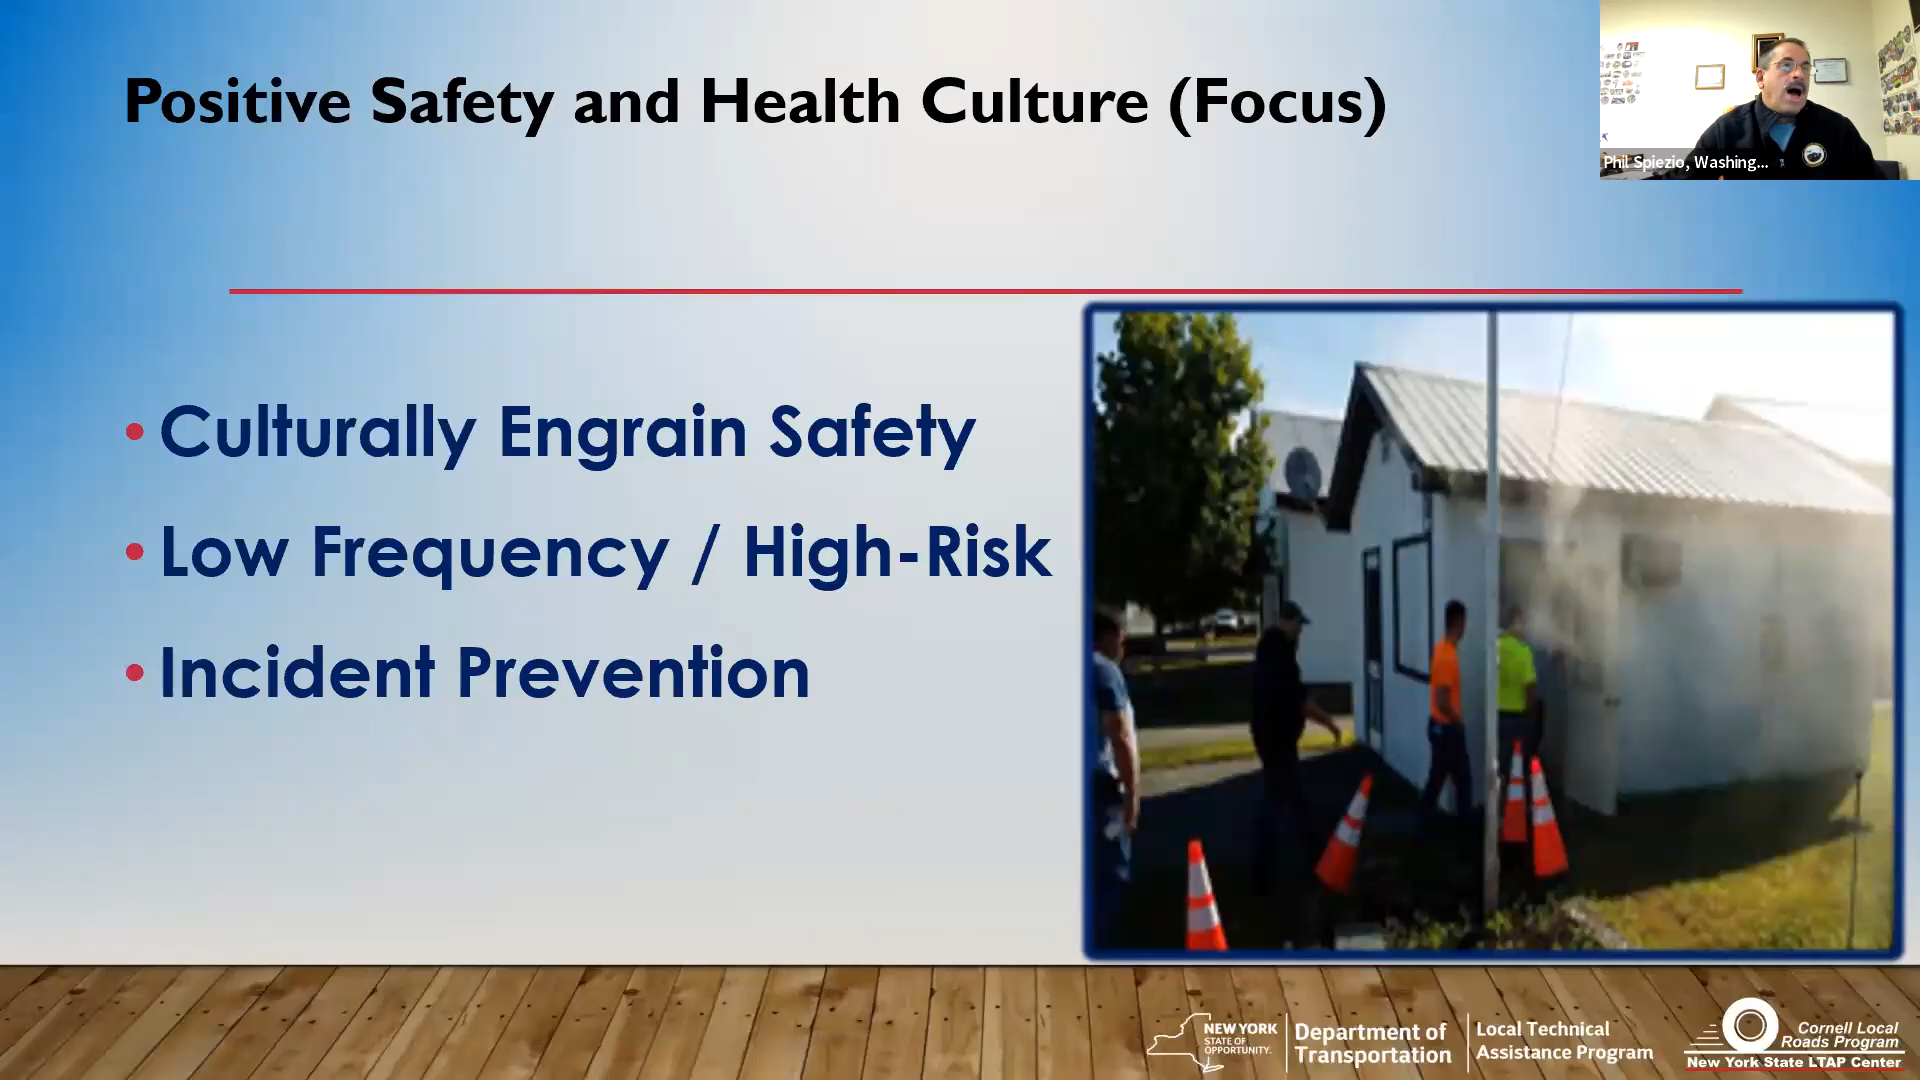 Positive Safety and Health Culture (Focus)
Phil Spiezio, Washing...
• Culturally Engrain Safety
• Low Frequency / High-Risk
• Incident Prevention
NEW YORK
STATE OF
OPPORTUNITY.
Department of
Transportation
Local Technical
Assistance Program
Cornell Local
Roads Program
New York State LTAP Center